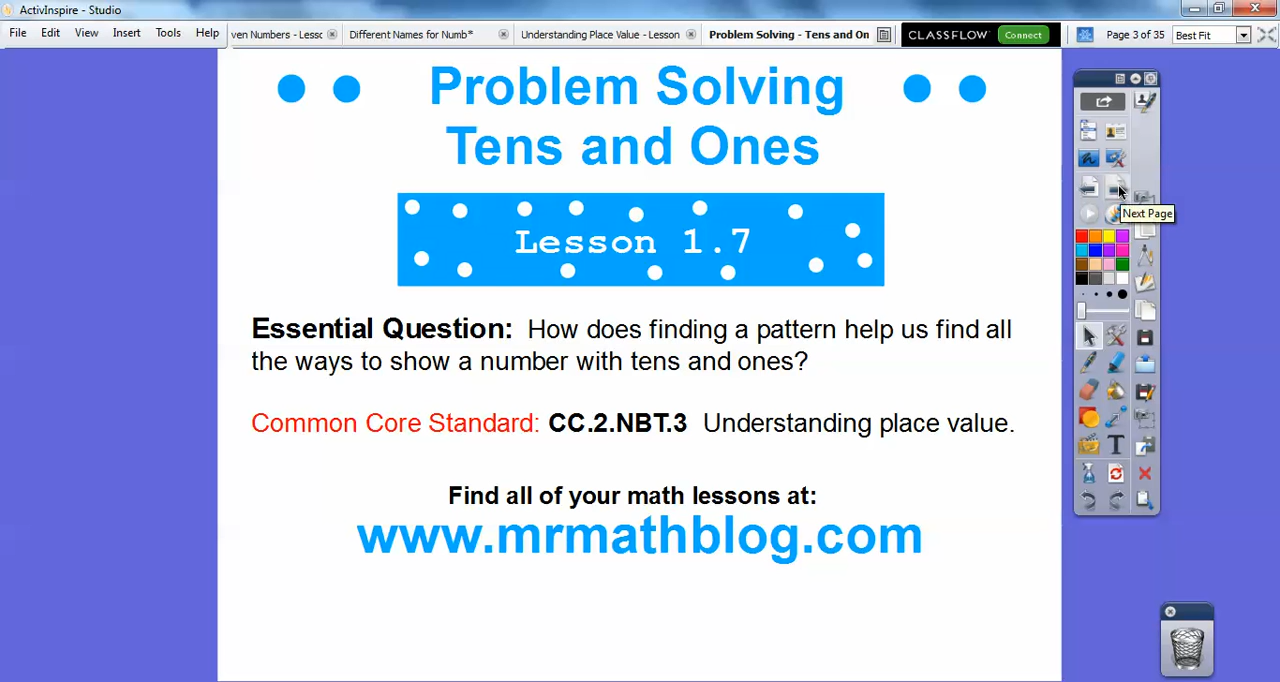 ActivInspire - Studio
File Edit View Insert Tools Help
ven Numbers - Lessc
Different Names for Numb*
Understanding Place Value - Lesson
Problem Solving - Tens and On
CLASSFLOW Connect
Page 3 of 35
Best Fit
Problem Solving
Tens and Ones
Lesson 1.7
Next Page
Essential Question: How does finding a pattern help us find all
the ways to show a number with tens and ones?
Common Core Standard: CC.2.NBT.3 Understanding place value.
Find all of your math lessons at:
www.mrmathblog.com